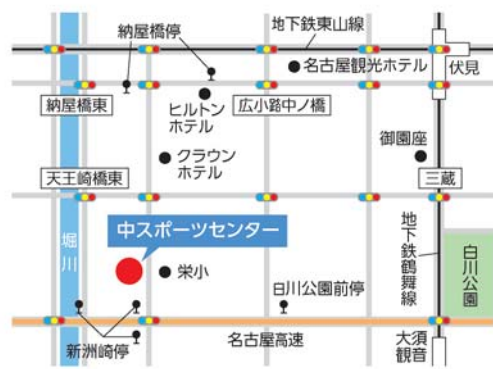 納屋橋停
地下鉄東山線
名古屋観光ホテル
伏見
納屋橋東
ヒルトン
ホテル
広小路中ノ橋
御園座
クラウン
ホテル
天王崎橋東
三蔵
中スポーツセンター
堀川
栄小
地下鉄鶴舞線
白川公園
白川公園前停
新洲崎停
名古屋高速
大須
観音